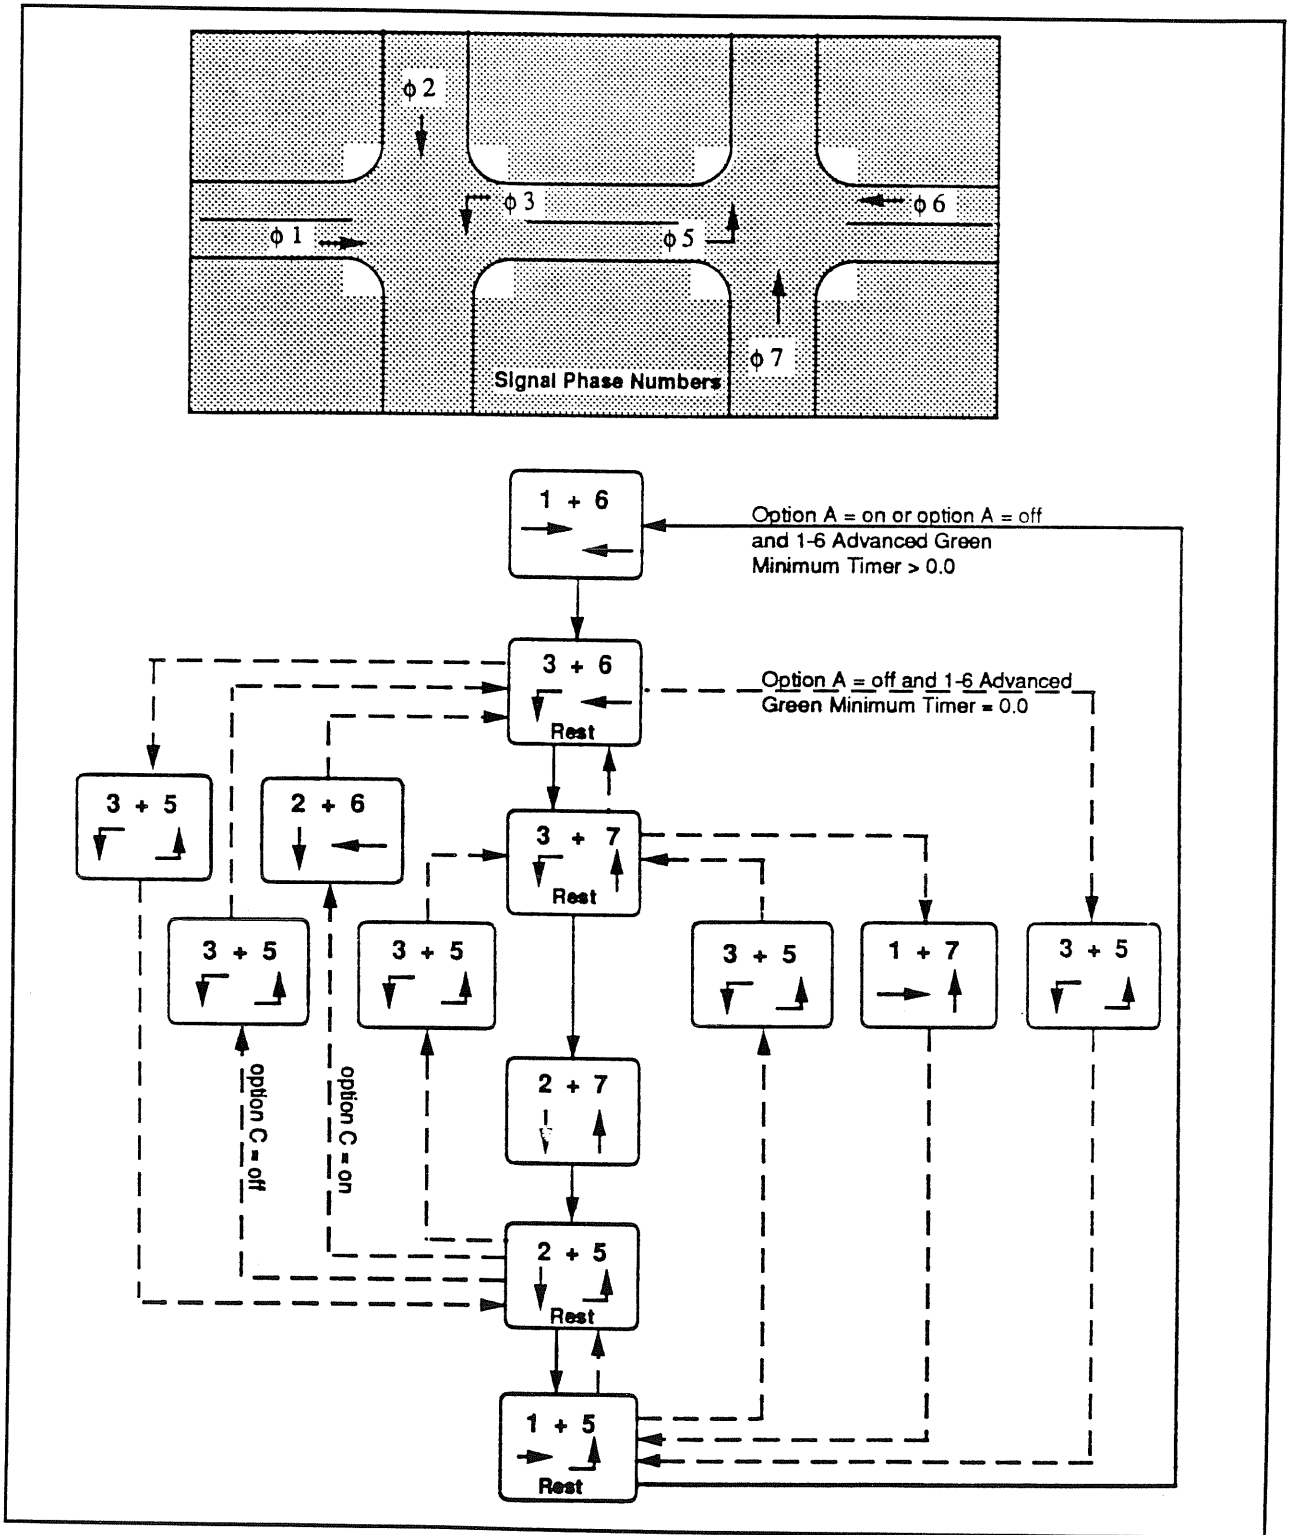 ϕ 2
ϕ 3
ϕ 6
ϕ 1
ϕ 5
ϕ 7
Signal Phase Numbers
1 + 6
Option A = on or option A = off
and 1-6 Advanced Green
Minimum Timer > 0.0
3 + 6
Rest
Option A = off and 1-6 Advanced
Green Minimum Timer = 0.0
3 + 5
2 + 6
3 + 7
Rest
3 + 5
3 + 5
3 + 5
1 + 7
3 + 5
option C = off
option C = on
2 + 7
2 + 5
Rest
1 + 5
Rest